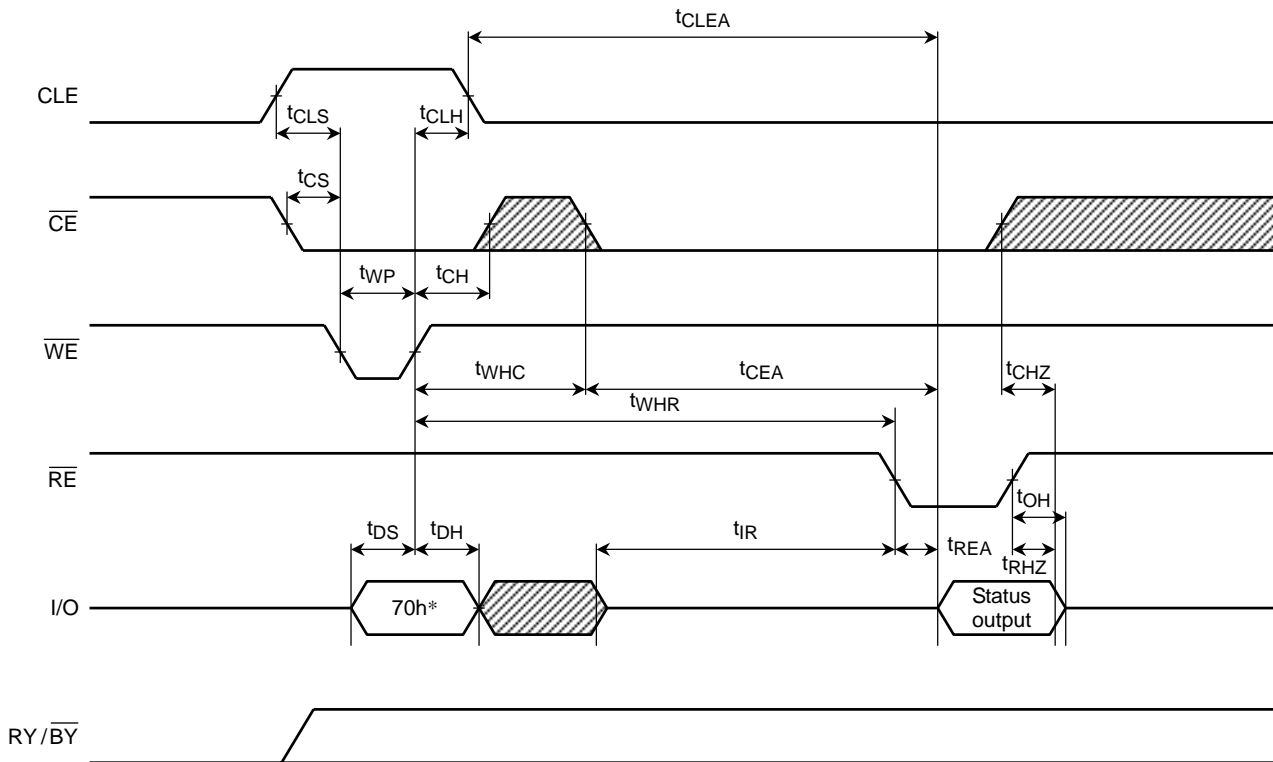 tCLEA
CLE
tCLS
tCLH
tCS
CE
tWP
tCH
WE
tWHC
tCEA
tCHZ
tWHR
RE
tOH
tDS
tDH
tIR
tREA
tRHZ
I/O
70h*
Status
output
RY/BY